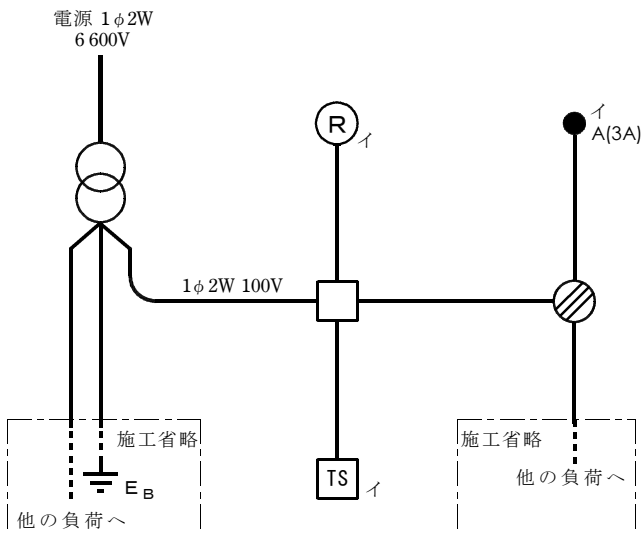 電源 1φ2W
6 600V
R
イ
イ
A(3A)
1φ2W 100V
施工省略
EB
他の負荷へ
TS
イ
施工省略
他の負荷へ